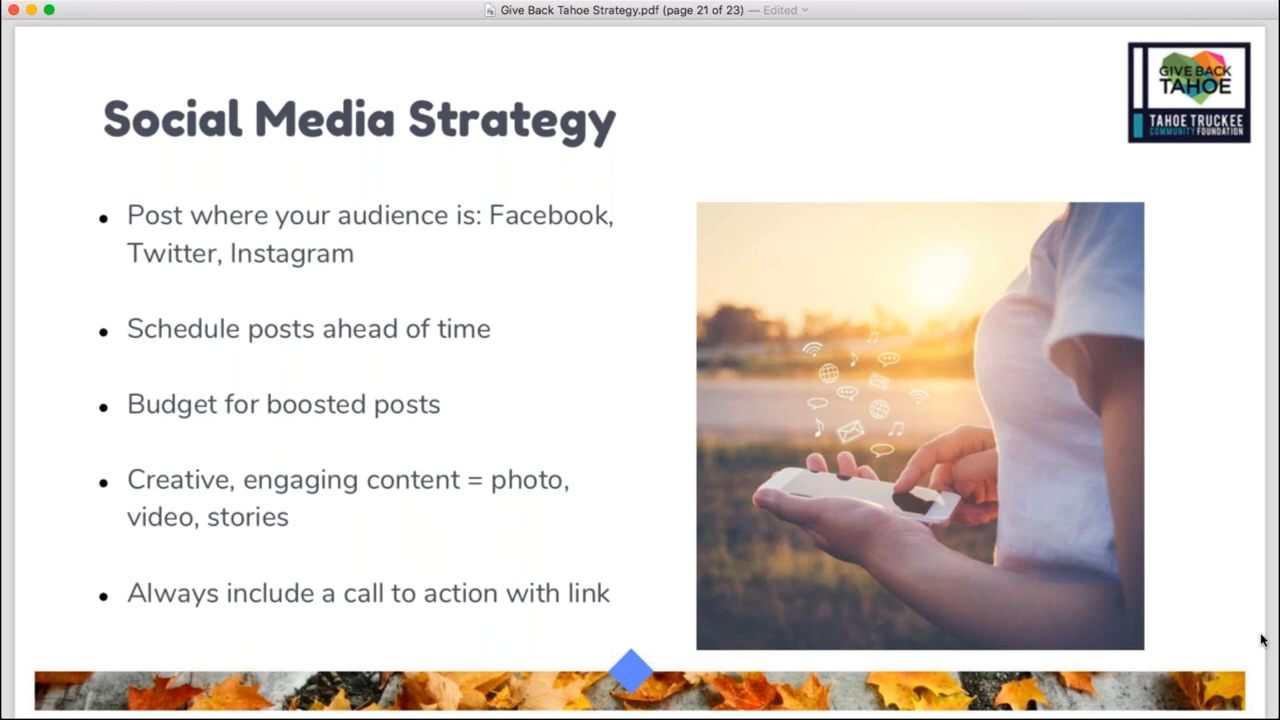 Give Back Tahoe Strategy.pdf (page 21 of 23) — Edited
GIVE BACK
TAHOE
TAHOE TRUCKEE
COMMUNITY FOUNDATION
Social Media Strategy
• Post where your audience is: Facebook,
Twitter, Instagram
• Schedule posts ahead of time
• Budget for boosted posts
• Creative, engaging content = photo,
video, stories
• Always include a call to action with link